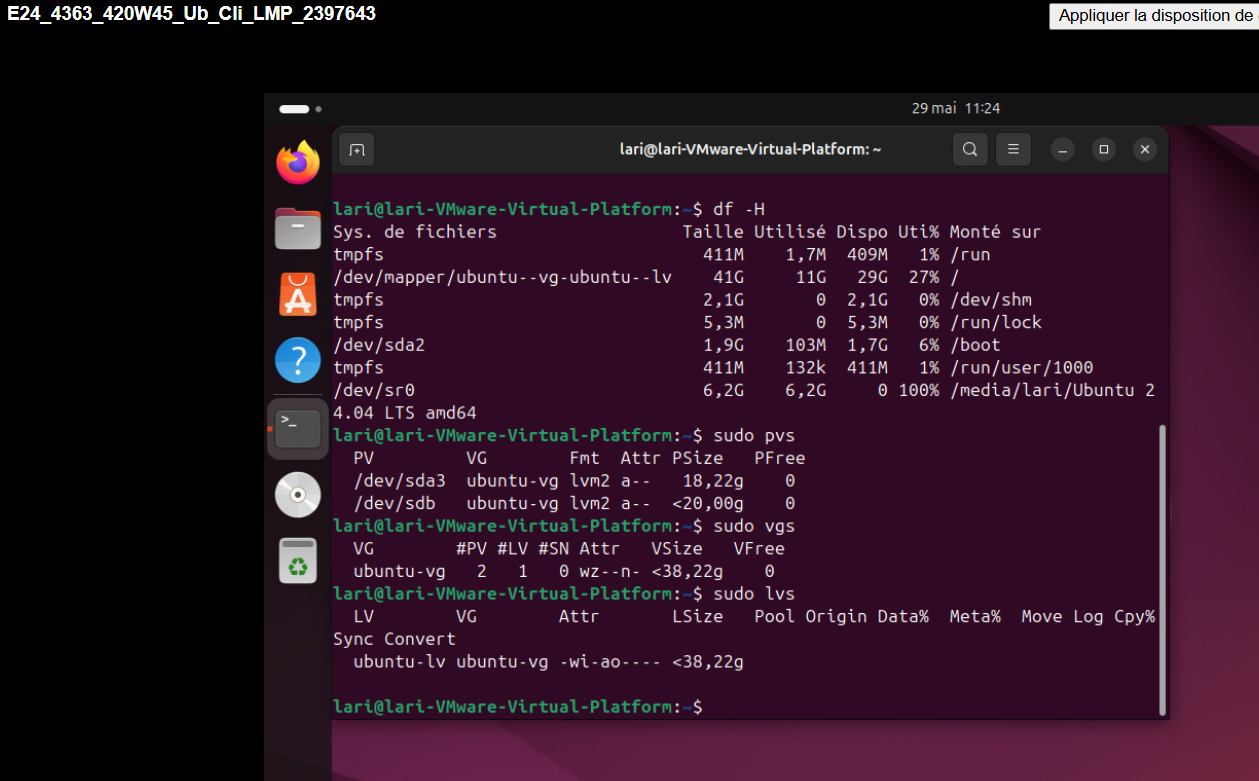 E24_4363_420W45_Ub_Cli_LMP_2397643
Appliquer la disposition de
29 mai 11:24
lari@lari-VMware-Virtual-Platform: ~
lari@lari-VMware-Virtual-Platform:~$ df -H
Sys. de fichiers Taille Utilisé Dispo Uti% Monté sur
tmpfs 411M 1,7M 409M 1% /run
/dev/mapper/ubuntu--vg-ubuntu--lv 41G 11G 29G 27% /
tmpfs 2,1G 0 2,1G 0% /dev/shm
tmpfs 5,3M 0 5,3M 0% /run/lock
/dev/sda2 1,9G 103M 1,7G 6% /boot
tmpfs 411M 132k 411M 1% /run/user/1000
/dev/sr0 6,2G 6,2G 0 100% /media/lari/Ubuntu 2
4.04 LTS amd64
lari@lari-VMware-Virtual-Platform:~$ sudo pvs
PV VG Fmt Attr PSize PFree
/dev/sda3 ubuntu-vg lvm2 a-- 18,22g 0
/dev/sdb ubuntu-vg lvm2 a-- <20,00g 0
lari@lari-VMware-Virtual-Platform:~$ sudo vgs
VG #PV #LV #SN Attr VSize VFree
ubuntu-vg 2 1 0 wz--n- <38,22g 0
lari@lari-VMware-Virtual-Platform:~$ sudo lvs
LV VG Attr LSize Pool Origin Data% Meta% Move Log Cpy%
Sync Convert
ubuntu-lv ubuntu-vg -wi-ao---- <38,22g
lari@lari-VMware-Virtual-Platform:~$